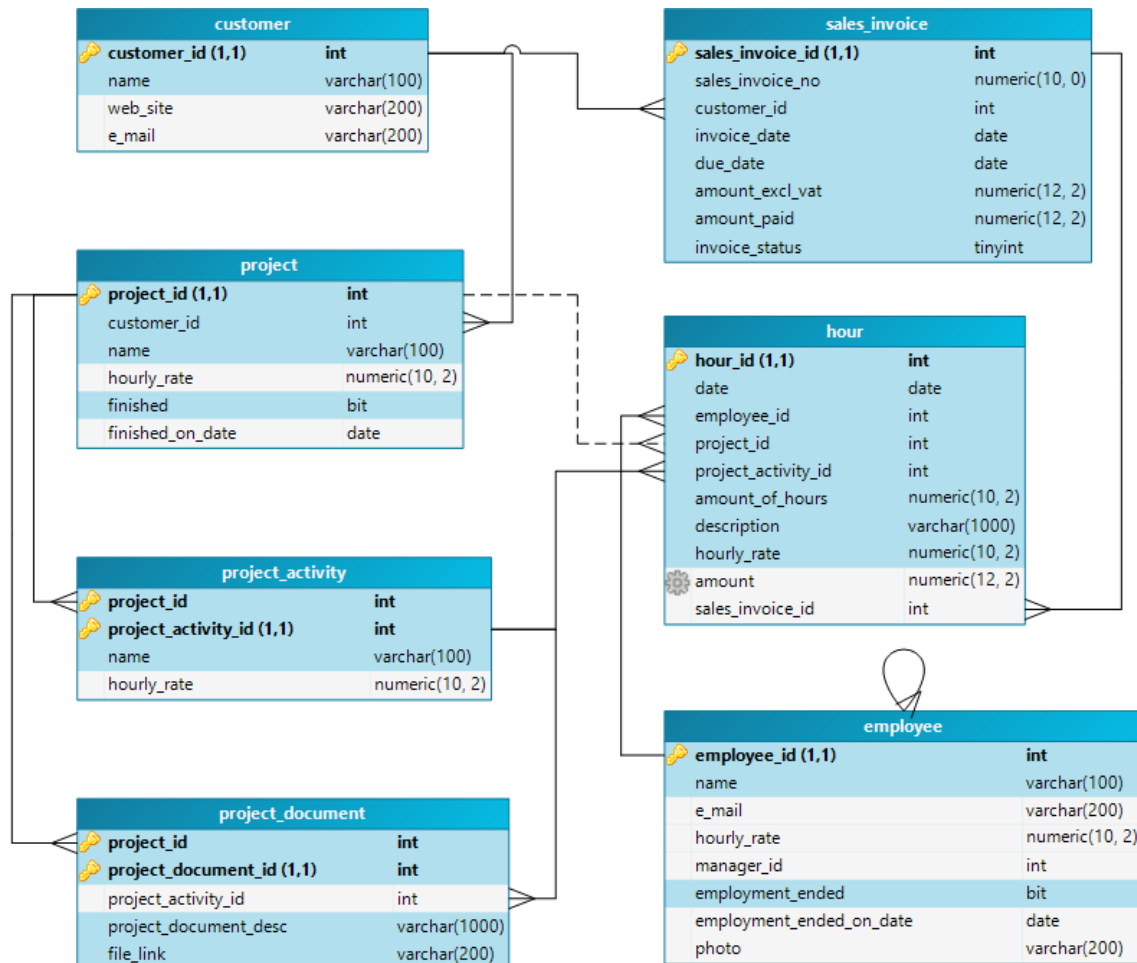 customer
customer_id (1,1) int
name varchar(100)
web_site varchar(200)
e_mail varchar(200)
sales_invoice
sales_invoice_id (1,1) int
sales_invoice_no numeric(10, 0)
customer_id int
invoice_date date
due_date date
amount_excl_vat numeric(12, 2)
amount_paid numeric(12, 2)
invoice_status tinyint
project
project_id (1,1) int
customer_id int
name varchar(100)
hourly_rate numeric(10, 2)
finished bit
finished_on_date date
hour
hour_id (1,1) int
date date
employee_id int
project_id int
project_activity_id int
amount_of_hours numeric(10, 2)
description varchar(1000)
hourly_rate numeric(10, 2)
amount numeric(12, 2)
sales_invoice_id int
project_activity
project_id int
project_activity_id (1,1) int
name varchar(100)
hourly_rate numeric(10, 2)
employee
employee_id (1,1) int
name varchar(100)
e_mail varchar(200)
hourly_rate numeric(10, 2)
manager_id int
employment_ended bit
employment_ended_on_date date
photo varchar(200)
project_document
project_id int
project_document_id (1,1) int
project_activity_id int
project_document_desc varchar(1000)
file_link varchar(200)